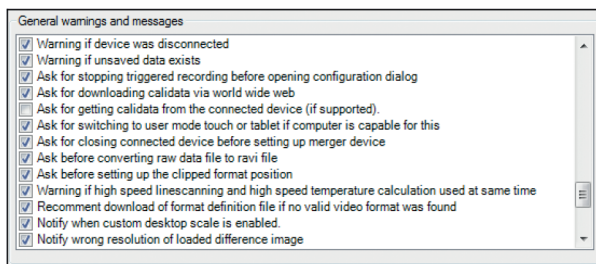 General warnings and messages
Warning if device was disconnected
Warning if unsaved data exists
Ask for stopping triggered recording before opening configuration dialog
Ask for downloading calidata via world wide web
Ask for getting calidata from the connected device (if supported).
Ask for switching to user mode touch or tablet if computer is capable for this
Ask for closing connected device before setting up merger device
Ask before converting raw data file to ravi file
Ask before setting up the clipped format position
Warning if high speed linescanning and high speed temperature calculation used at same time
Recomment download of format definition file if no valid video format was found
Notify when custom desktop scale is enabled.
Notify wrong resolution of loaded difference image